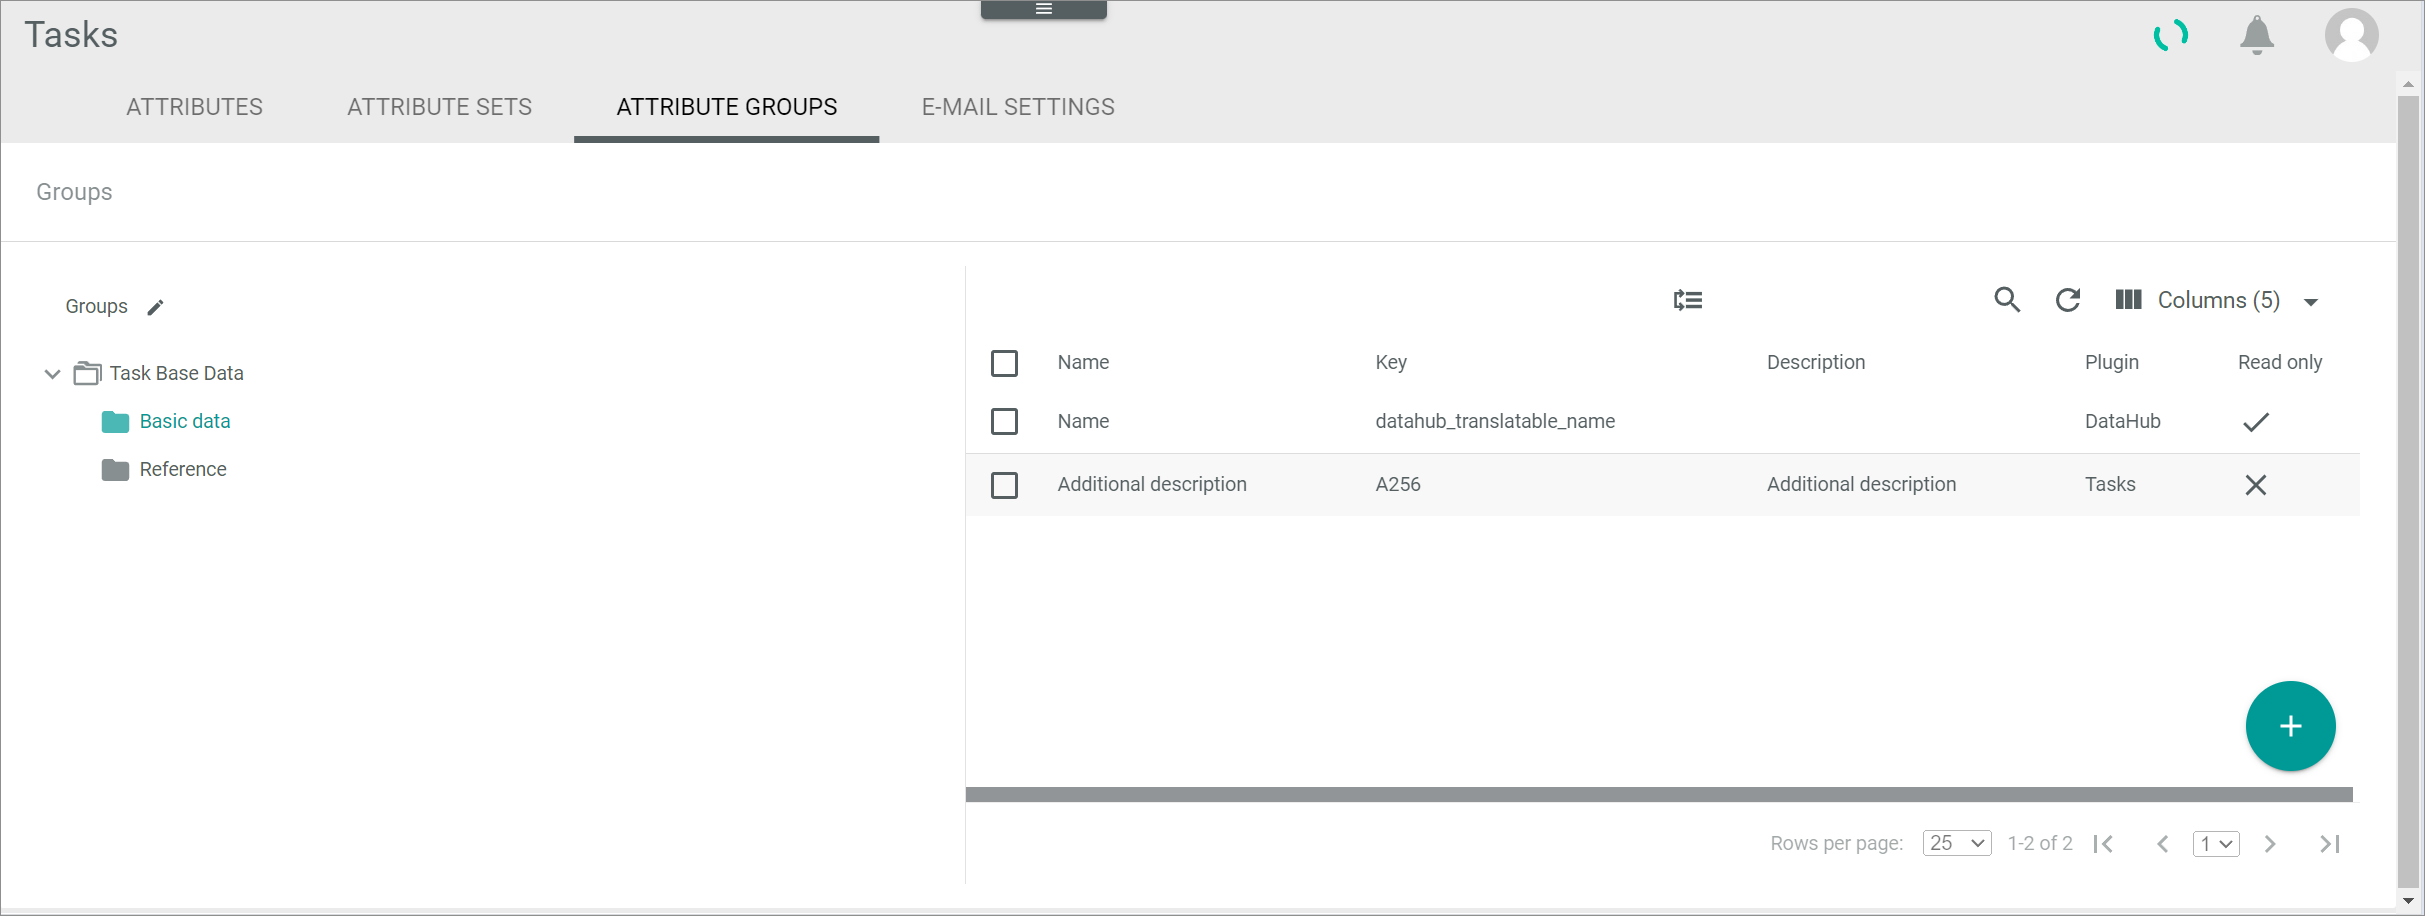 Tasks
ATTRIBUTES ATTRIBUTE SETS ATTRIBUTE GROUPS E-MAIL SETTINGS
Groups
Groups
Task Base Data
Basic data
Reference
Columns (5)
Name Key Description Plugin Read only
Name datahub_translatable_name DataHub
Additional description A256 Additional description Tasks
Rows per page: 25 1-2 of 2 1